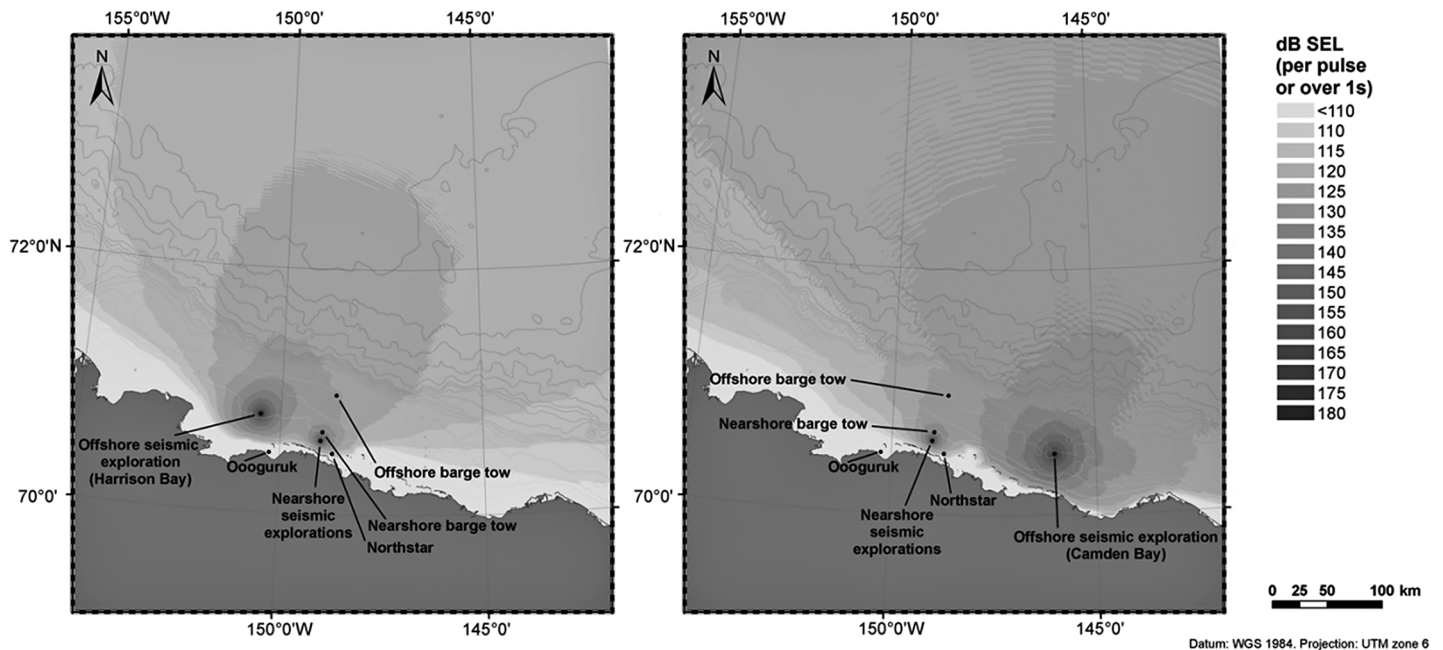 155°0'W 150°0'W 145°0'W
155°0'W 150°0'W 145°0'W
N
N
72°0'N
72°0'N
70°0'
70°0'
Offshore seismic
exploration
(Harrison Bay)
Oooguruk
Nearshore
seismic
explorations
Offshore barge tow
Nearshore barge tow
Northstar
150°0'W 145°0'
Offshore barge tow
Nearshore barge tow
Oooguruk
Northstar
Nearshore
seismic
explorations
Offshore seismic exploration
(Camden Bay)
150°0'W 145°0'
dB SEL
(per pulse
or over 1s)
<110
110
115
120
125
130
135
140
145
150
155
160
165
170
175
180
0 25 50 100 km
Datum: WGS 1984. Projection: UTM zone 6